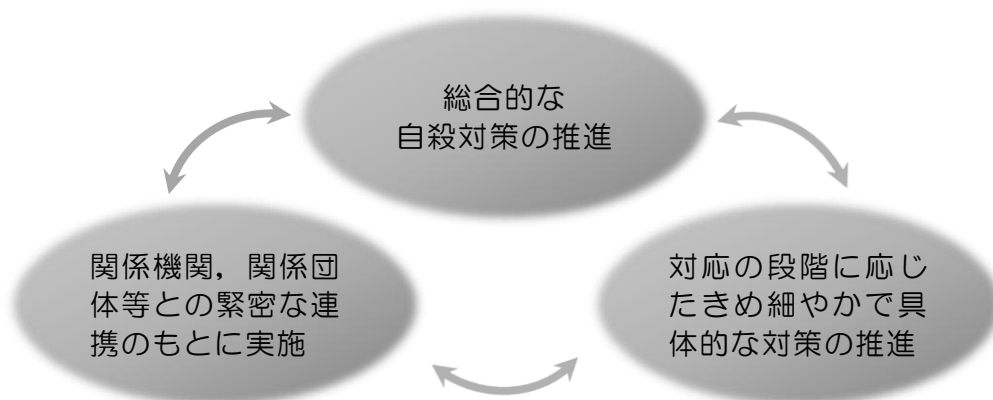 総合的な
自殺対策の推進
関係機関，関係団
体等との緊密な連
携のもとに実施
対応の段階に応じ
たきめ細やかで具
体的な対策の推進